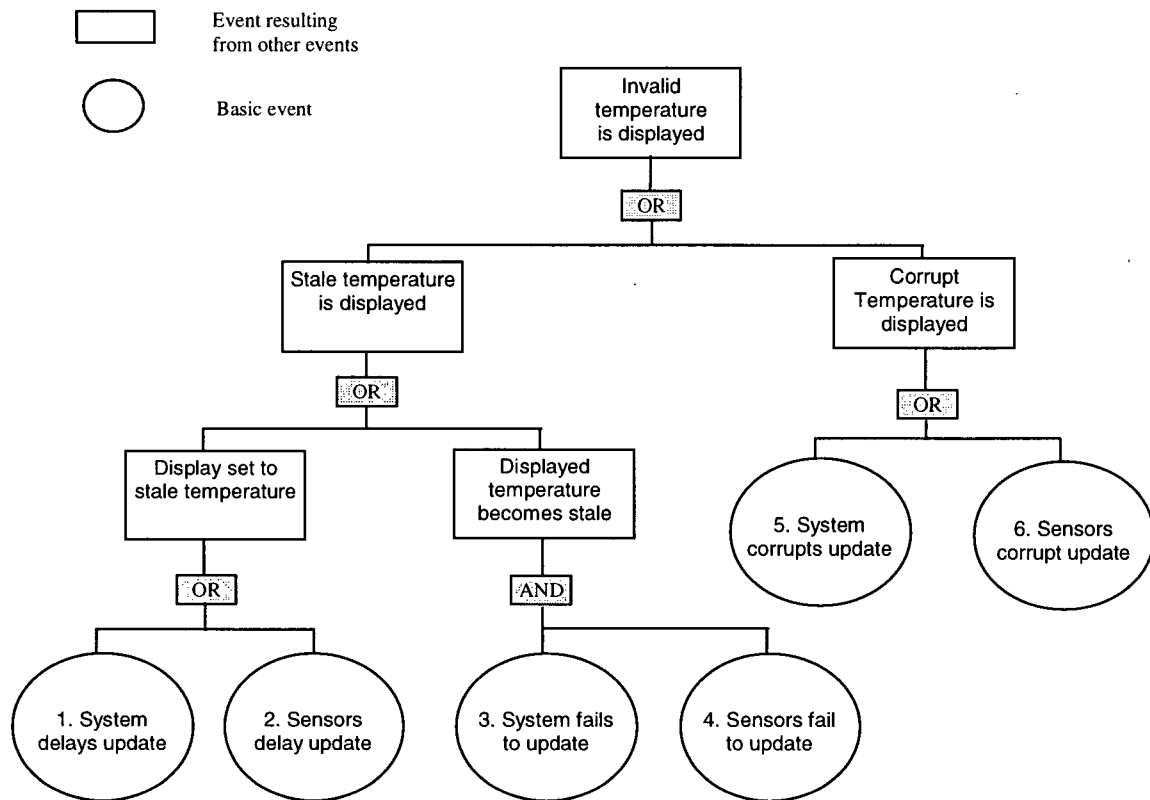 Event resulting
from other events
Basic event
Invalid
temperature
is displayed
OR
Stale temperature
is displayed
Corrupt
Temperature is
displayed
OR
OR
Display set to
stale temperature
Displayed
temperature
becomes stale
5. System
corrupts update
6. Sensors
corrupt update
OR
AND
1. System
delays update
2. Sensors
delay update
3. System fails
to update
4. Sensors fail
to update